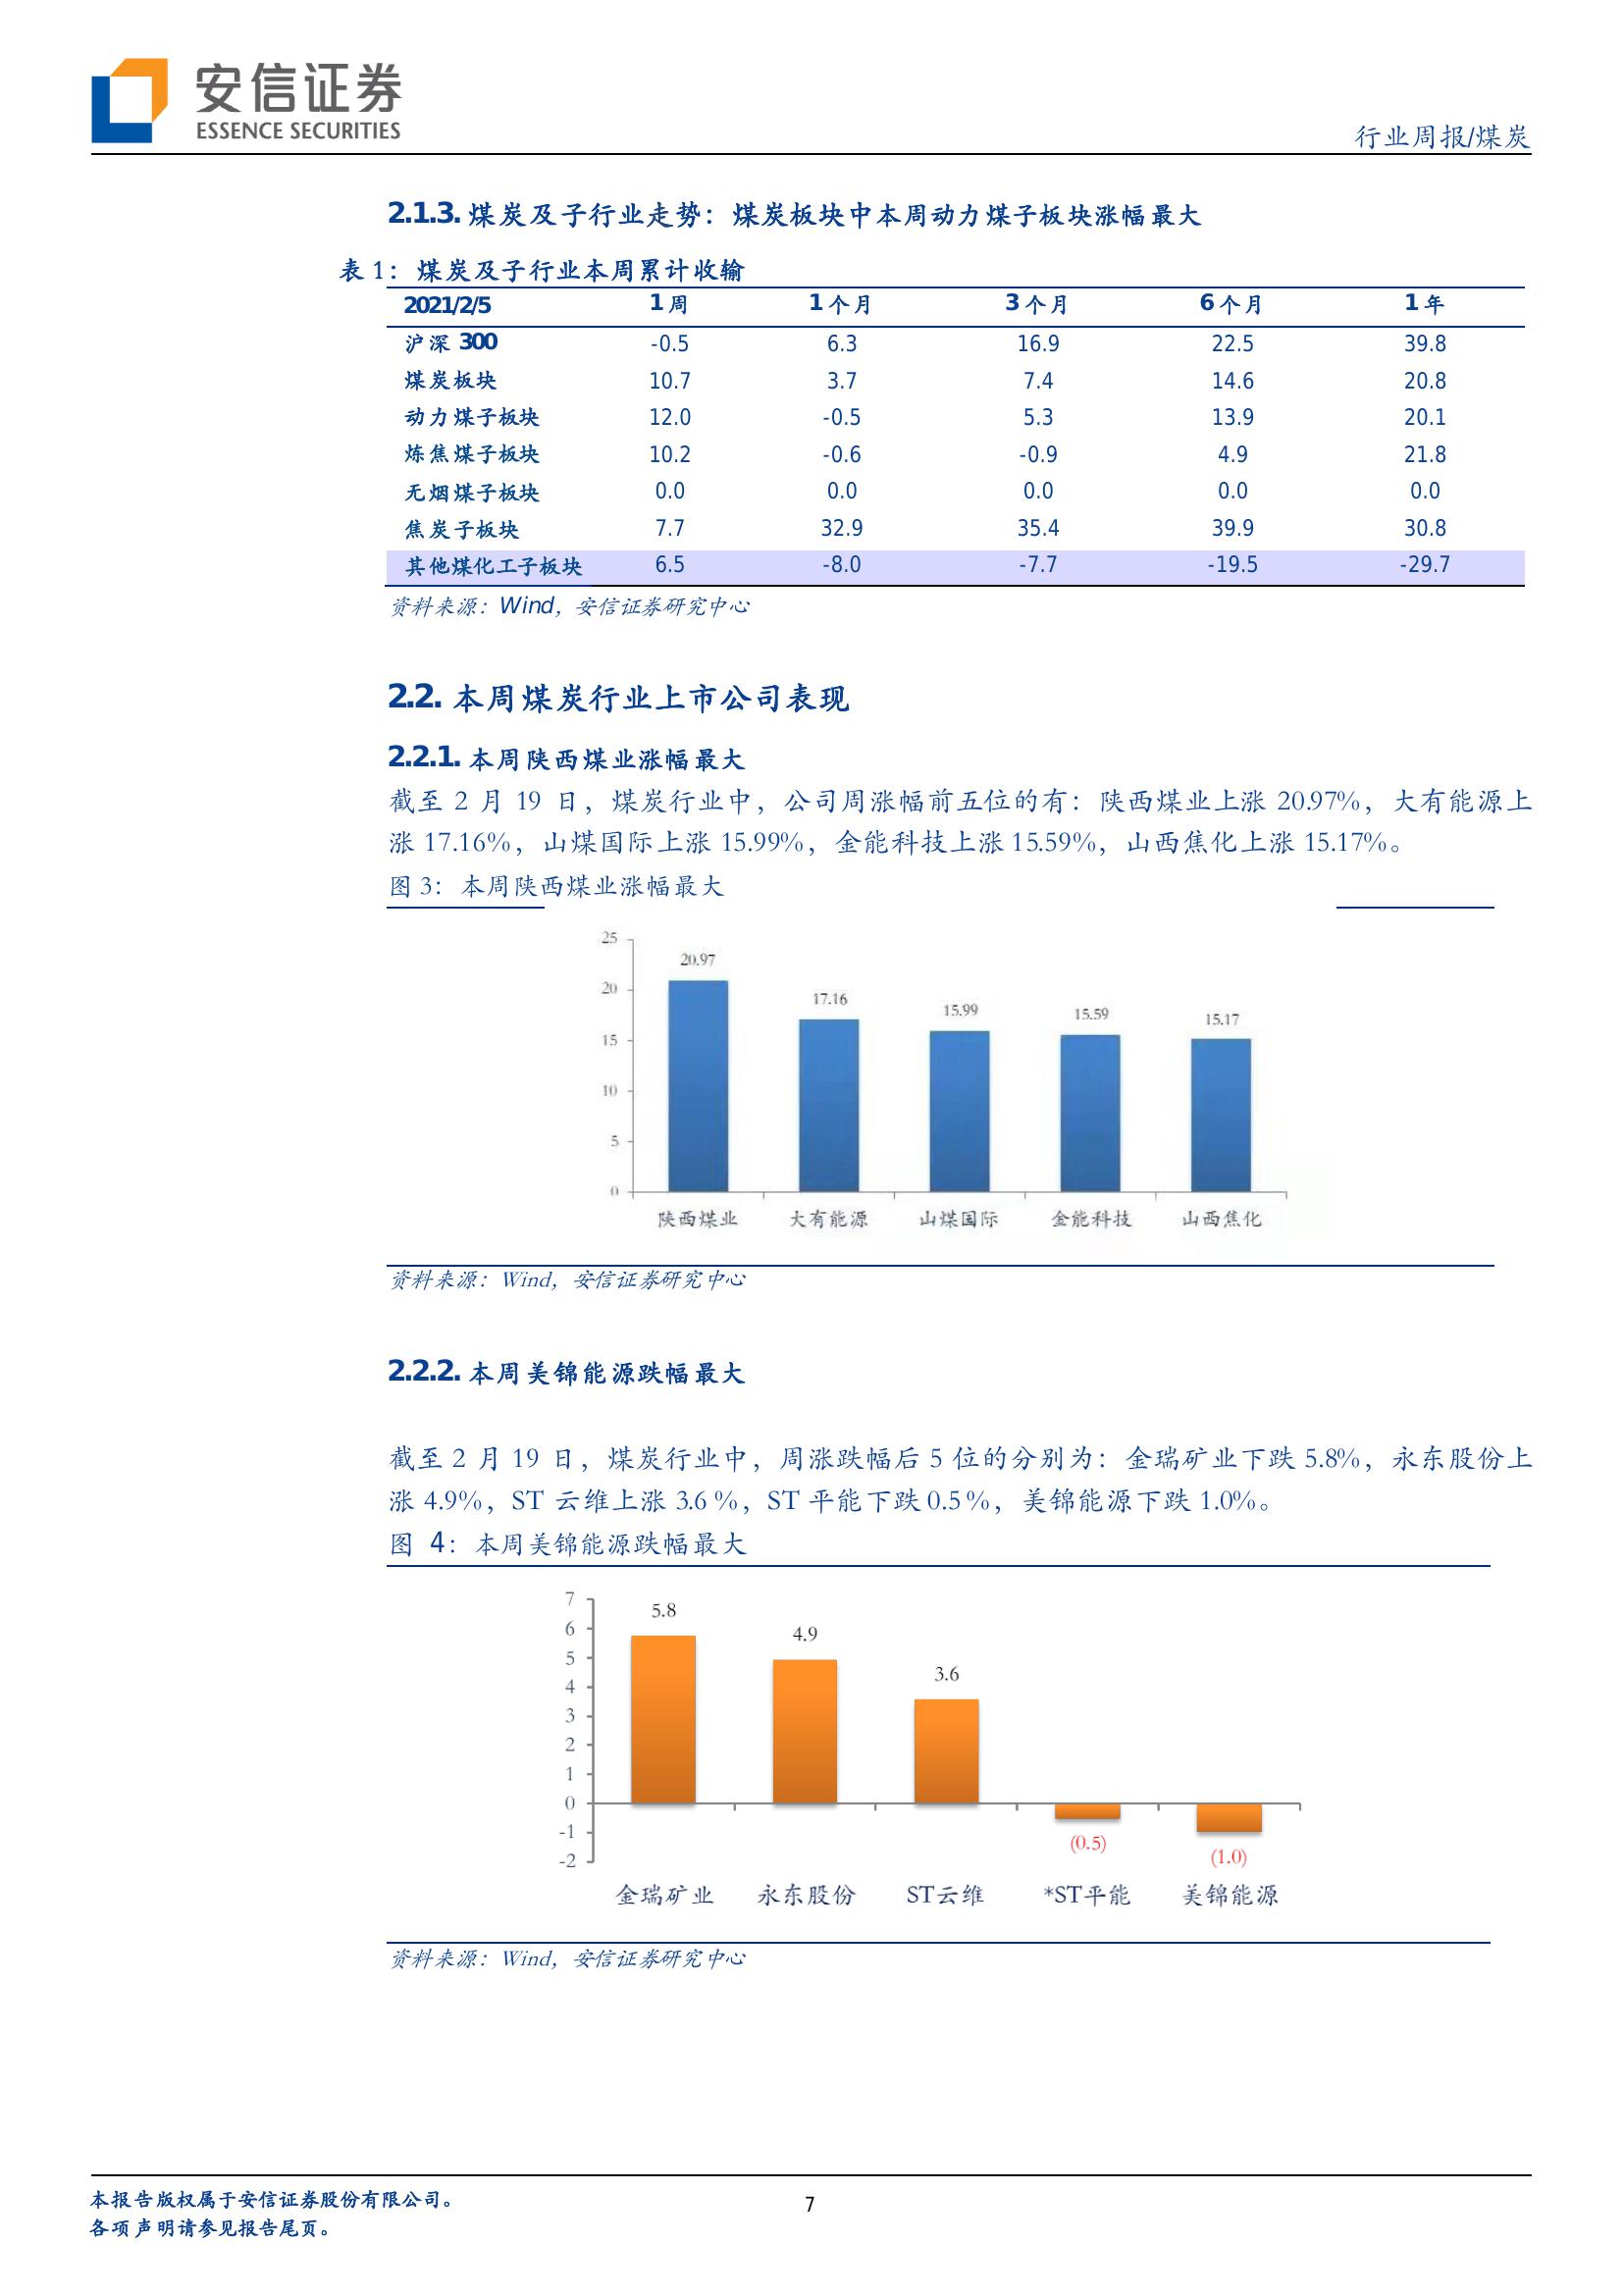 安信证券
ESSENCE SECURITIES
行业周报/煤炭
2.1.3. 煤炭及子行业走势：煤炭板块中本周动力煤子板块涨幅最大
表 1：煤炭及子行业本周累计收输
2021/2/5 1 周 1 个月 3 个月 6 个月 1 年
沪深 300 -0.5 6.3 16.9 22.5 39.8
煤炭板块 10.7 3.7 7.4 14.6 20.8
动力煤子板块 12.0 -0.5 5.3 13.9 20.1
炼焦煤子板块 10.2 -0.6 -0.9 4.9 21.8
无烟煤子板块 0.0 0.0 0.0 0.0 0.0
焦炭子板块 7.7 32.9 35.4 39.9 30.8
其他煤化工子板块 6.5 -8.0 -7.7 -19.5 -29.7
资料来源：Wind，安信证券研究中心
2.2. 本周煤炭行业上市公司表现
2.2.1. 本周陕西煤业涨幅最大
截至 2 月 19 日，煤炭行业中，公司周涨幅前五位的有：陕西煤业上涨 20.97%，大有能源上
涨 17.16%，山煤国际上涨 15.99%，金能科技上涨 15.59%，山西焦化上涨 15.17%。
图 3：本周陕西煤业涨幅最大
25
20
15
10
5
0
20.97
17.16
15.99
15.59
15.17
陕西煤业 大有能源 山煤国际 金能科技 山西焦化
资料来源：Wind，安信证券研究中心
2.2.2. 本周美锦能源跌幅最大
截至 2 月 19 日，煤炭行业中，周涨跌幅后 5 位的分别为：金瑞矿业下跌 5.8%，永东股份上
涨 4.9%，ST 云维上涨 3.6 %，ST 平能下跌 0.5 %，美锦能源下跌 1.0%。
图 4：本周美锦能源跌幅最大
7
6
5
4
3
2
1
0
-1
-2
5.8
4.9
3.6
(0.5)
(1.0)
金瑞矿业 永东股份 ST云维 *ST平能 美锦能源
资料来源：Wind，安信证券研究中心
本报告版权属于安信证券股份有限公司。
7
各项声明请参见报告尾页。